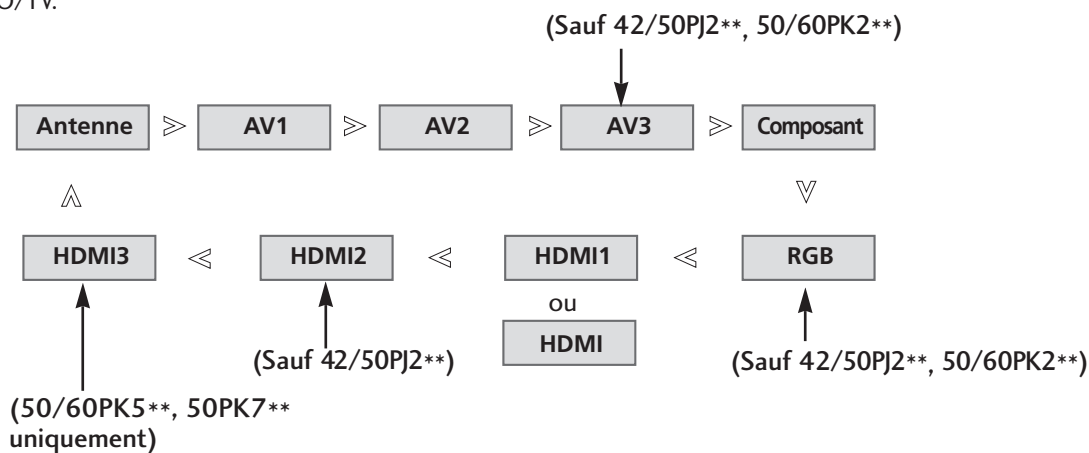 (Sauf 42/50PJ2**, 50/60PK2**)
Antenne AV1 AV2 AV3 Composant
HDMI3 HDMI2 HDMI1 RGB
ou
HDMI
(Sauf 42/50PJ2**)
(Sauf 42/50PJ2**, 50/60PK2**)
(50/60PK5**, 50PK7**
uniquement)